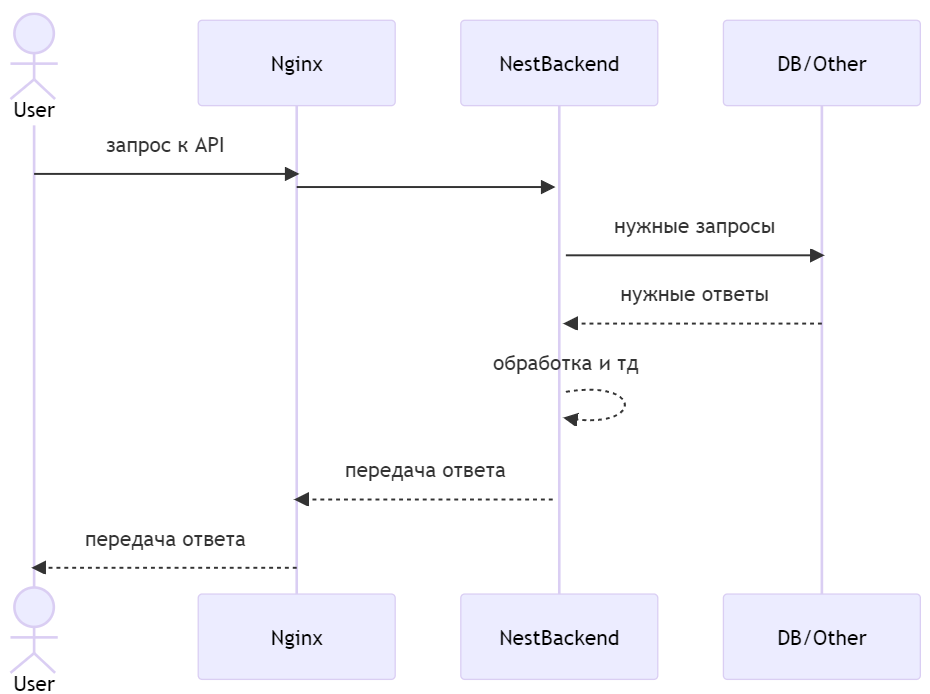 Nginx
NestBackend
DB/Other
User
запрос к API
нужные запросы
нужные ответы
обработка и тд
передача ответа
передача ответа
Nginx
NestBackend
DB/Other
User